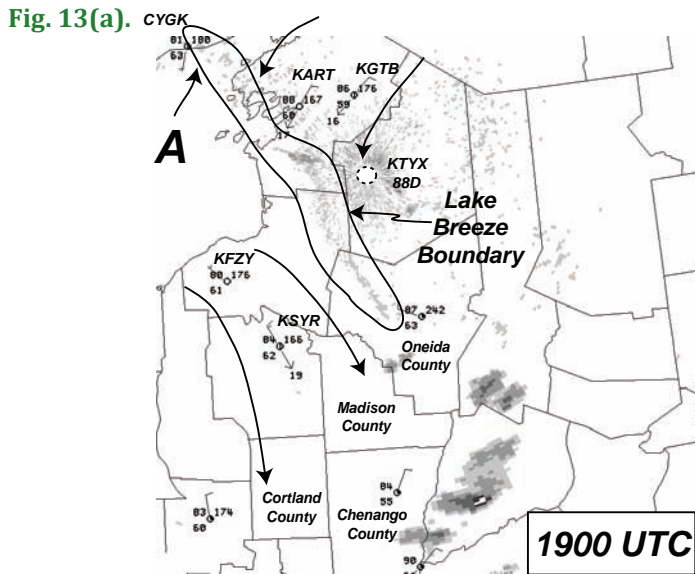 Fig. 13(a).
CYGK
81 180
63
KART
KGTB
88 167
60
17
86 176
59
16
A
KTYX
88D
Lake
Breeze
Boundary
KFZY
80 176
61
KSYR
84 166
62
19
87 242
63
Oneida
County
Madison
County
84
55
Cortland
County
Chenango
County
83 174
60
90
1900 UTC